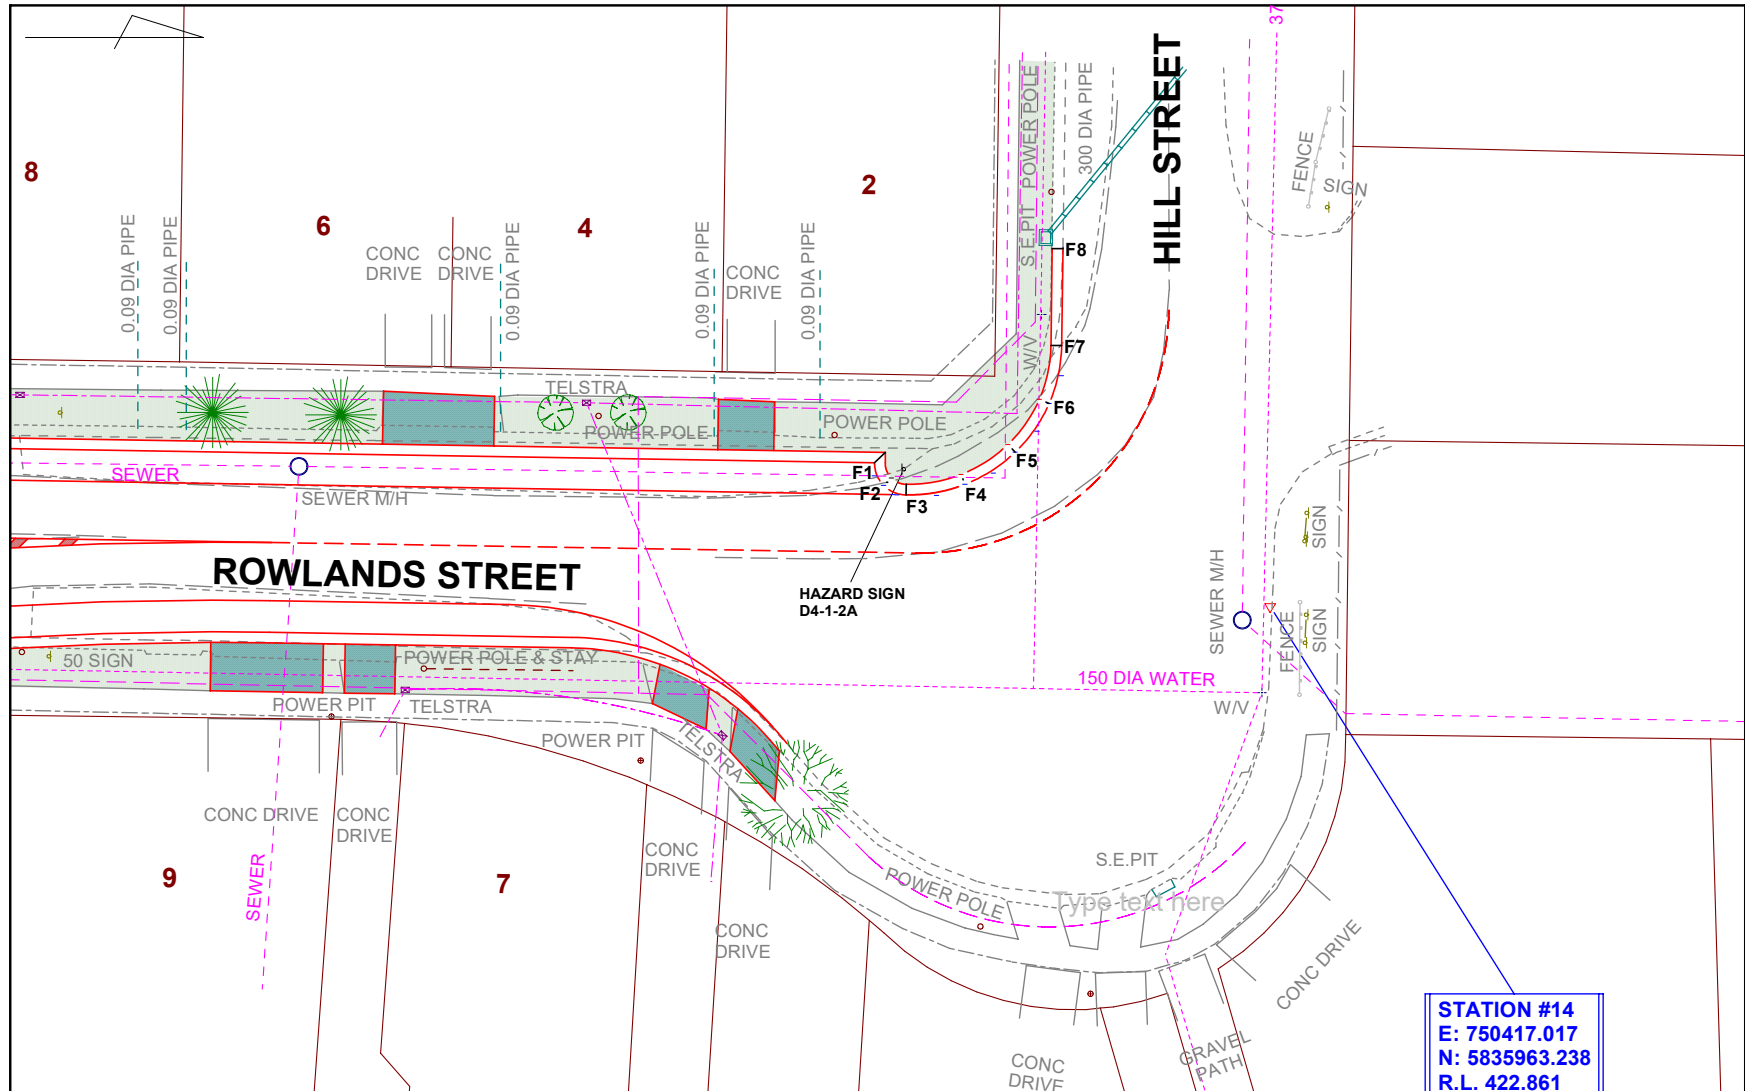 37
HILL STREET
S.E.PIT
POWER POLE
300 DIA PIPE
FENCE
SIGN
8
6
4
2
0.09 DIA PIPE
0.09 DIA PIPE
CONC
DRIVE
CONC
DRIVE
0.09 DIA PIPE
0.09 DIA PIPE
CONC
DRIVE
0.09 DIA PIPE
F8
W/V
F7
TELSTRA
POWER POLE
POWER POLE
F6
F5
SEWER
SEWER M/H
F1
F2
F3
F4
ROWLANDS STREET
HAZARD SIGN
D4-1-2A
SEWER M/H
SIGN
FENCE
SIGN
50 SIGN
POWER POLE & STAY
150 DIA WATER
W/V
POWER PIT
TELSTRA
POWER PIT
TELSTRA
CONC DRIVE
CONC
DRIVE
CONC
DRIVE
S.E.PIT
9
SEWER
7
POWER POLE
Type text here
CONC
DRIVE
CONC DRIVE
GRAVEL
PATH
CONC
DRIVE
STATION #14
E: 750417.017
N: 5835963.238
R.L. 422.861